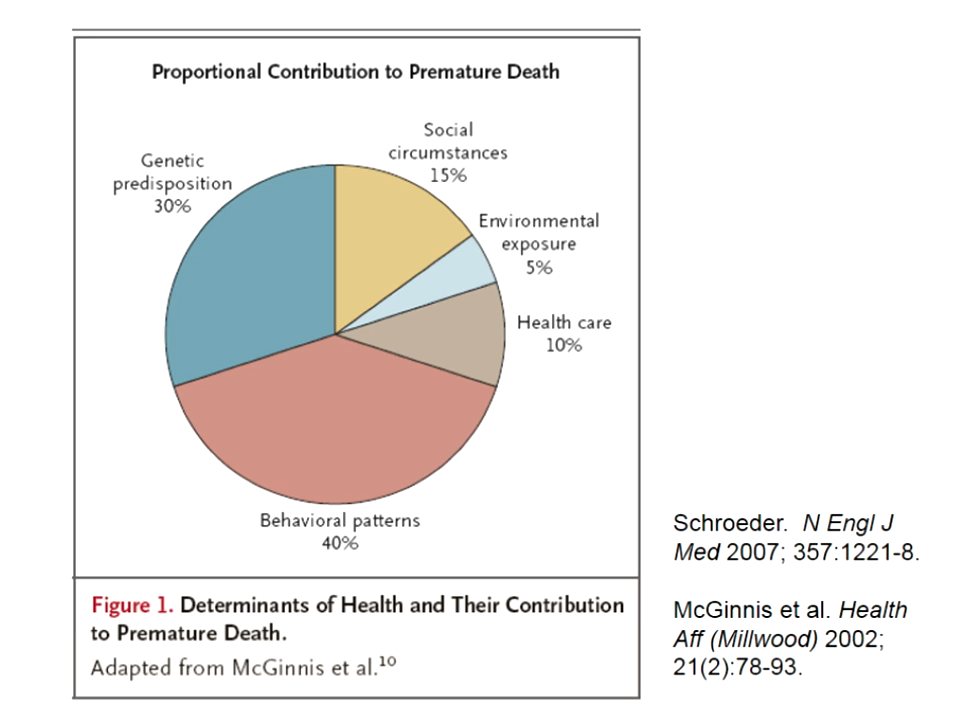 Proportional Contribution to Premature Death
Social
circumstances
15%
Genetic
predisposition
30%
Environmental
exposure
5%
Health care
10%
Behavioral patterns
40%
Figure 1. Determinants of Health and Their Contribution
to Premature Death.
Adapted from McGinnis et al.¹⁰
Schroeder. N Engl J
Med 2007; 357:1221-8.
McGinnis et al. Health
Aff (Millwood) 2002;
21(2):78-93.